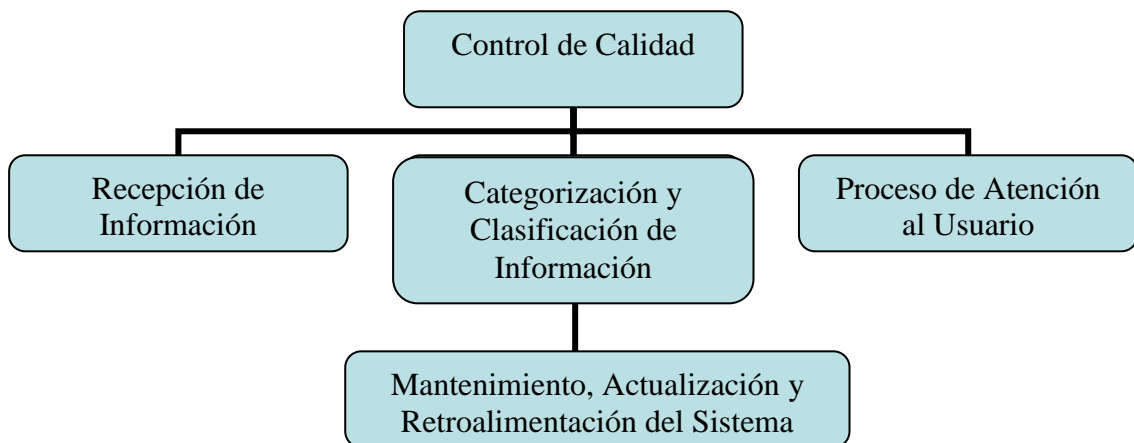 Control de Calidad
Recepción de
Información
Categorización y
Clasificación de
Información
Proceso de Atención
al Usuario
Mantenimiento, Actualización y
Retroalimentación del Sistema